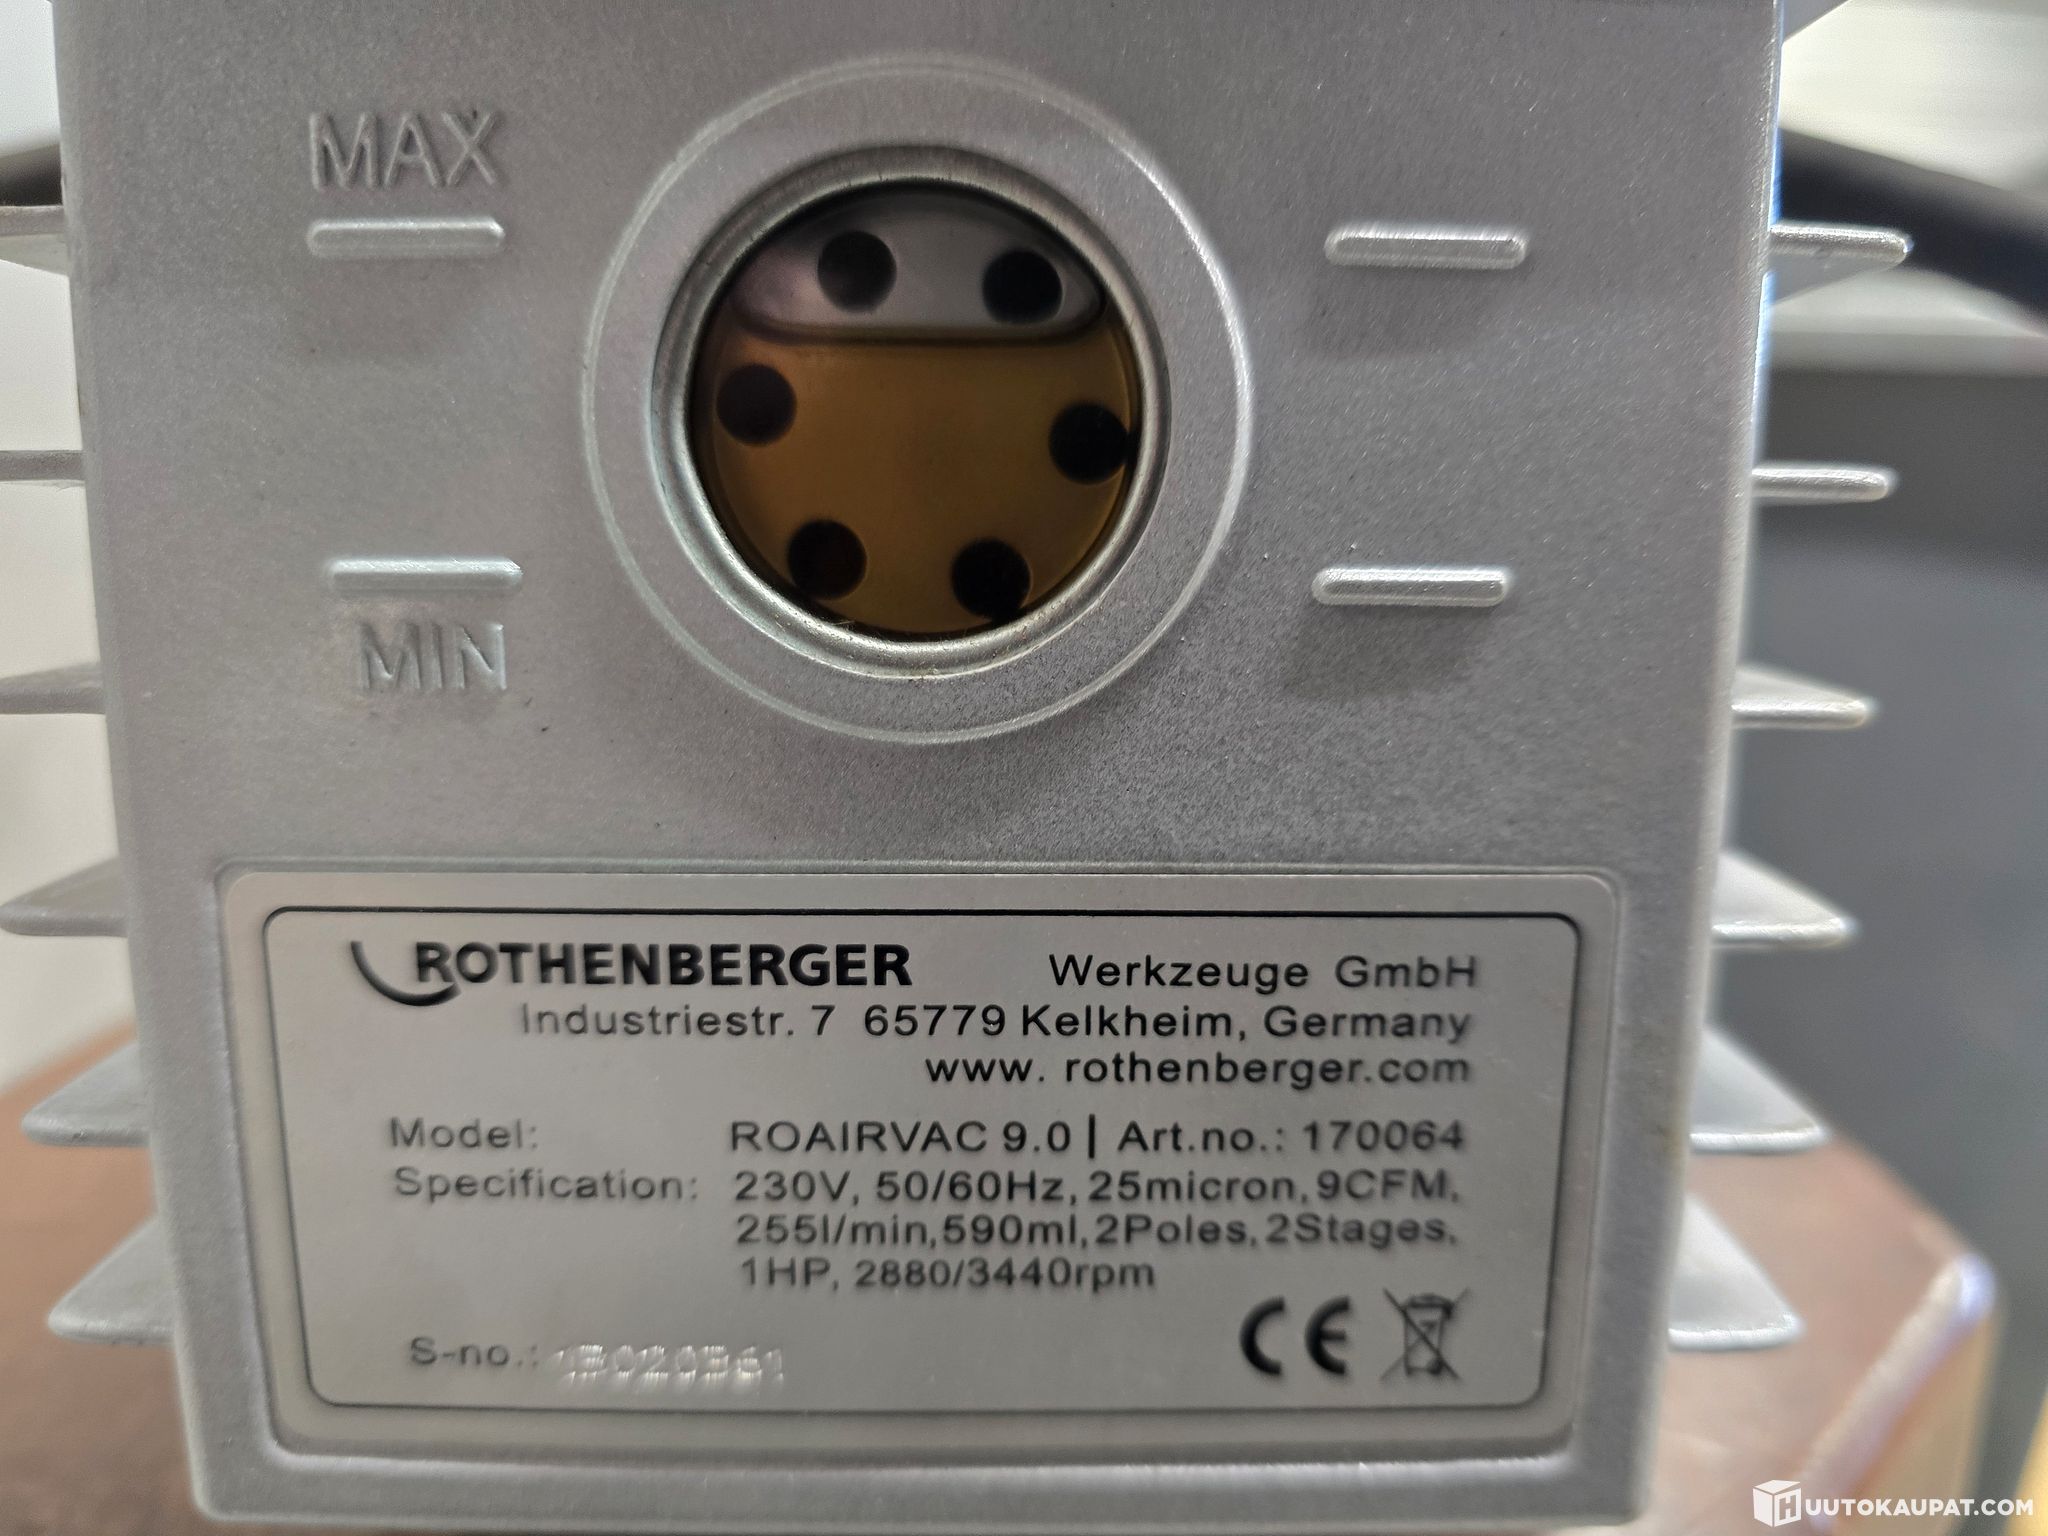 MAX
MIN
ROTHENBERGER Werkzeuge GmbH
Industriestr. 7 65779 Kelkheim, Germany
www. rothenberger.com
Model: ROAIRVAC 9.0 | Art.no.: 170064
Specification: 230V, 50/60Hz, 25micron, 9CFM,
255l/min, 590ml, 2Poles, 2Stages,
1HP, 2880/3440rpm
S-no.:
CE
HUUTOKAUPAT.COM